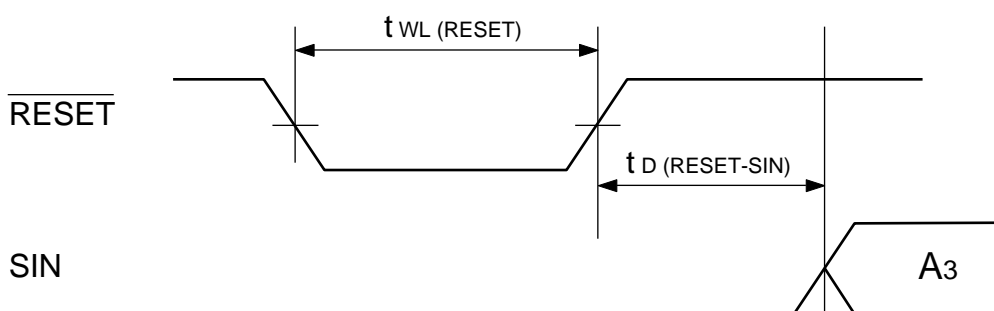 t WL (RESET)
RESET
t D (RESET-SIN)
SIN
A3